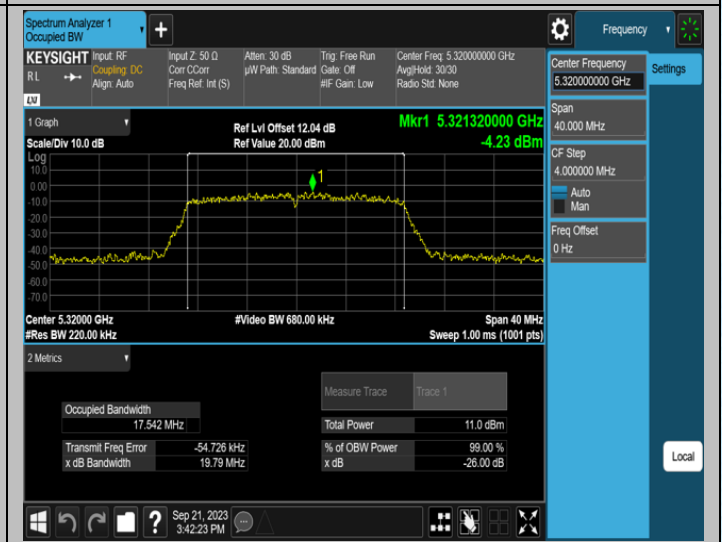 Spectrum Analyzer 1
Occupied BW
+
Frequency
KEYSIGHT
RL
LXI
Input: RF
Coupling: DC
Align: Auto
Input Z: 50 Ω
Corr CCorr
Freq Ref: Int (S)
Atten: 30 dB
µW Path: Standard
Trig: Free Run
Gate: Off
#IF Gain: Low
Center Freq: 5.320000000 GHz
Avg|Hold: 30/30
Radio Std: None
Center Frequency
5.320000000 GHz
Settings
Span
40.000 MHz
CF Step
4.000000 MHz
Auto
Man
Freq Offset
0 Hz
Local
1 Graph
Scale/Div 10.0 dB
Ref Lvl Offset 12.04 dB
Ref Value 20.00 dBm
Mkr1 5.321320000 GHz
-4.23 dBm
Log
10.0
0.00
-10.0
-20.0
-30.0
-40.0
-50.0
-60.0
-70.0
1
Center 5.32000 GHz
#Res BW 220.00 kHz
#Video BW 680.00 kHz
Span 40 MHz
Sweep 1.00 ms (1001 pts)
2 Metrics
Measure Trace Trace 1
Occupied Bandwidth
17.542 MHz
Total Power 11.0 dBm
Transmit Freq Error -54.726 kHz
% of OBW Power 99.00 %
x dB Bandwidth 19.79 MHz
x dB -26.00 dB
?
Sep 21, 2023
3:42:23 PM